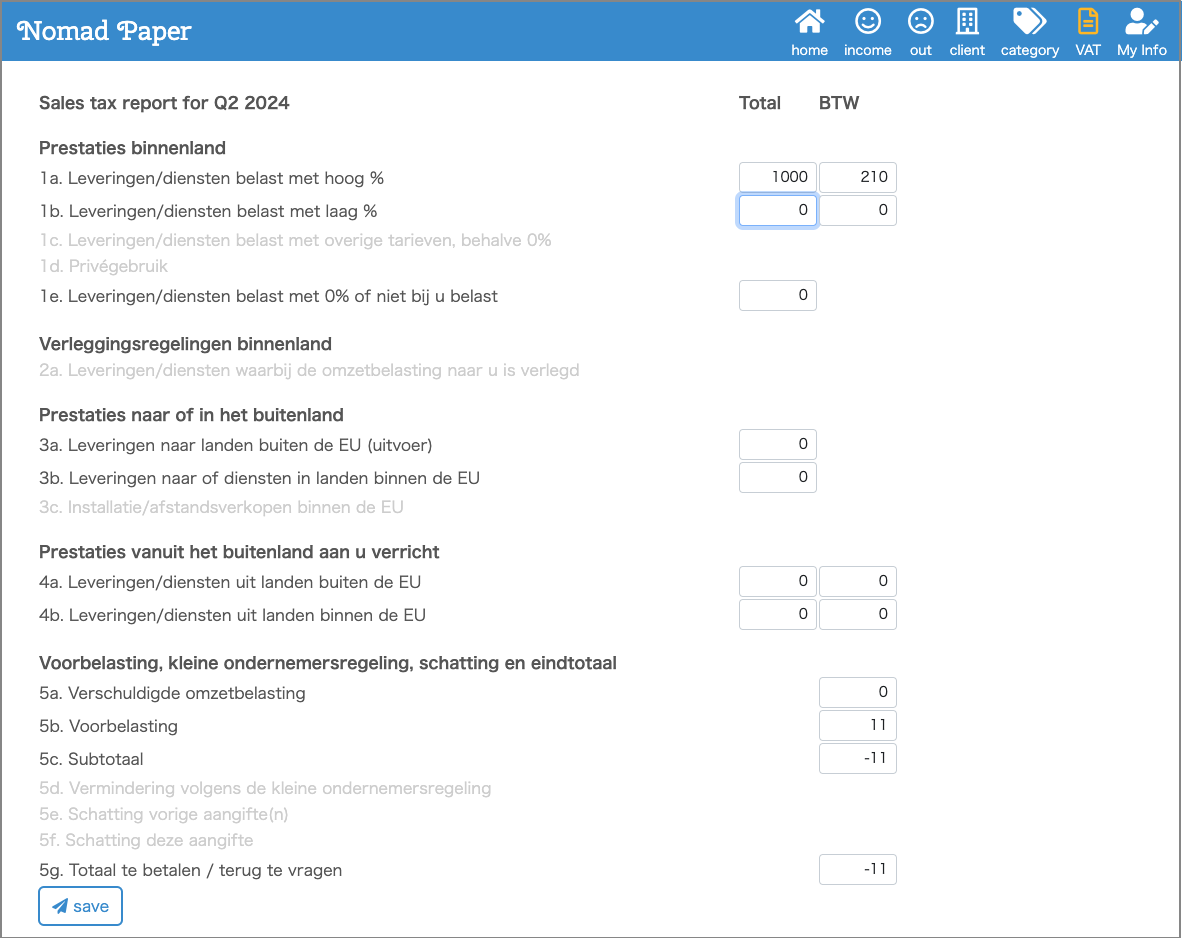 Nomad Paper
home income out client category VAT My Info
Sales tax report for Q2 2024 Total BTW
Prestaties binnenland
1a. Leveringen/diensten belast met hoog % 1000 210
1b. Leveringen/diensten belast met laag % 0 0
1c. Leveringen/diensten belast met overige tarieven, behalve 0%
1d. Privégebruik
1e. Leveringen/diensten belast met 0% of niet bij u belast 0
Verleggingsregelingen binnenland
2a. Leveringen/diensten waarbij de omzetbelasting naar u is verlegd
Prestaties naar of in het buitenland
3a. Leveringen naar landen buiten de EU (uitvoer) 0
3b. Leveringen naar of diensten in landen binnen de EU 0
3c. Installatie/afstandsverkopen binnen de EU
Prestaties vanuit het buitenland aan u verricht
4a. Leveringen/diensten uit landen buiten de EU 0 0
4b. Leveringen/diensten uit landen binnen de EU 0 0
Voorbelasting, kleine ondernemersregeling, schatting en eindtotaal
5a. Verschuldigde omzetbelasting 0
5b. Voorbelasting 11
5c. Subtotaal -11
5d. Vermindering volgens de kleine ondernemersregeling
5e. Schatting vorige aangifte(n)
5f. Schatting deze aangifte
5g. Totaal te betalen / terug te vragen -11
save